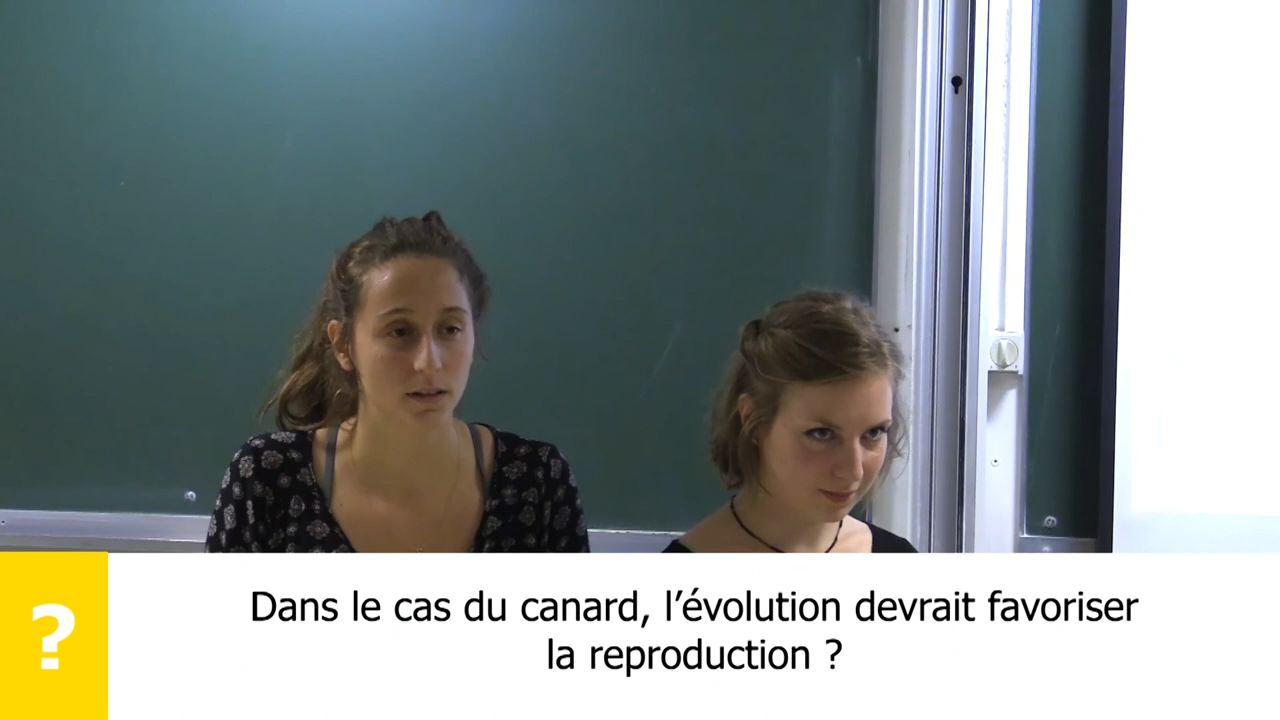 ?
Dans le cas du canard, l’évolution devrait favoriser
la reproduction ?